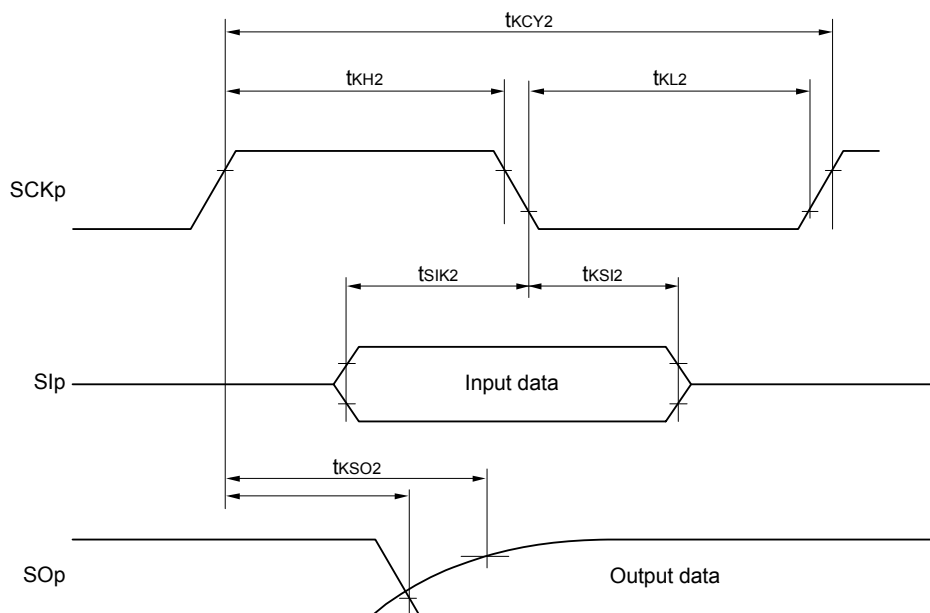 tKCY2
tKH2
tKL2
SCKp
tSIK2
tKSI2
SIp
Input data
tKSO2
SOp
Output data